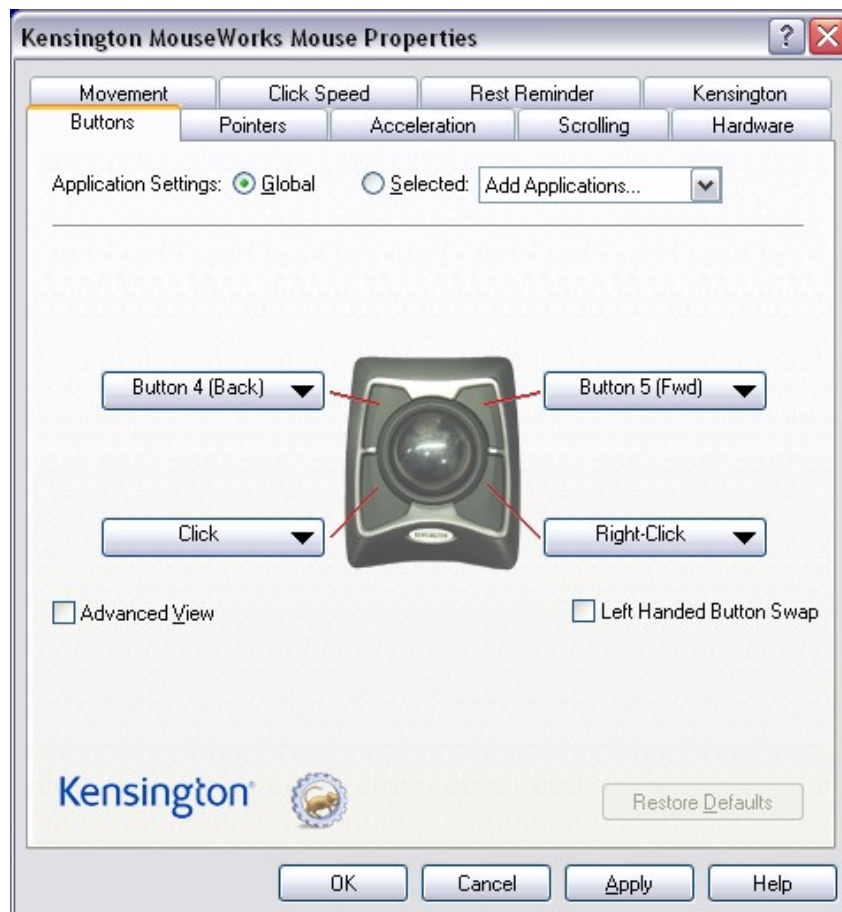 Kensington MouseWorks Mouse Properties
Movement Click Speed Rest Reminder Kensington
Buttons Pointers Acceleration Scrolling Hardware
Application Settings: Global Selected: Add Applications...
Button 4 (Back) Button 5 (Fwd)
Click Right-Click
KENSINGTON
Advanced View Left Handed Button Swap
Kensington®
Restore Defaults
OK Cancel Apply Help